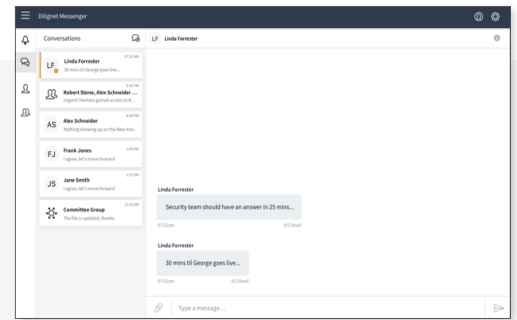 Dilignet Messenger
Conversations
LF Linda Forrester
07:32 AM
LF
Linda Forrester
30 mins til George goes live...
Robert Stone, Alex Schneider ...
Urgent! Hackers gained access to R...
AS
Alex Schneider
Nothing showing up on the New Ana..
FJ
Frank Jones
I agree, let's move forward
JS
Jane Smith
I agree, let's move forward
Committee Group
The file is updated, thanks.
Linda Forrester
Security team should have an answer in 25 mins...
07:31am 0/2 Read
Linda Forrester
30 mins til George goes live...
07:32am 0/2 Read
Type a message...